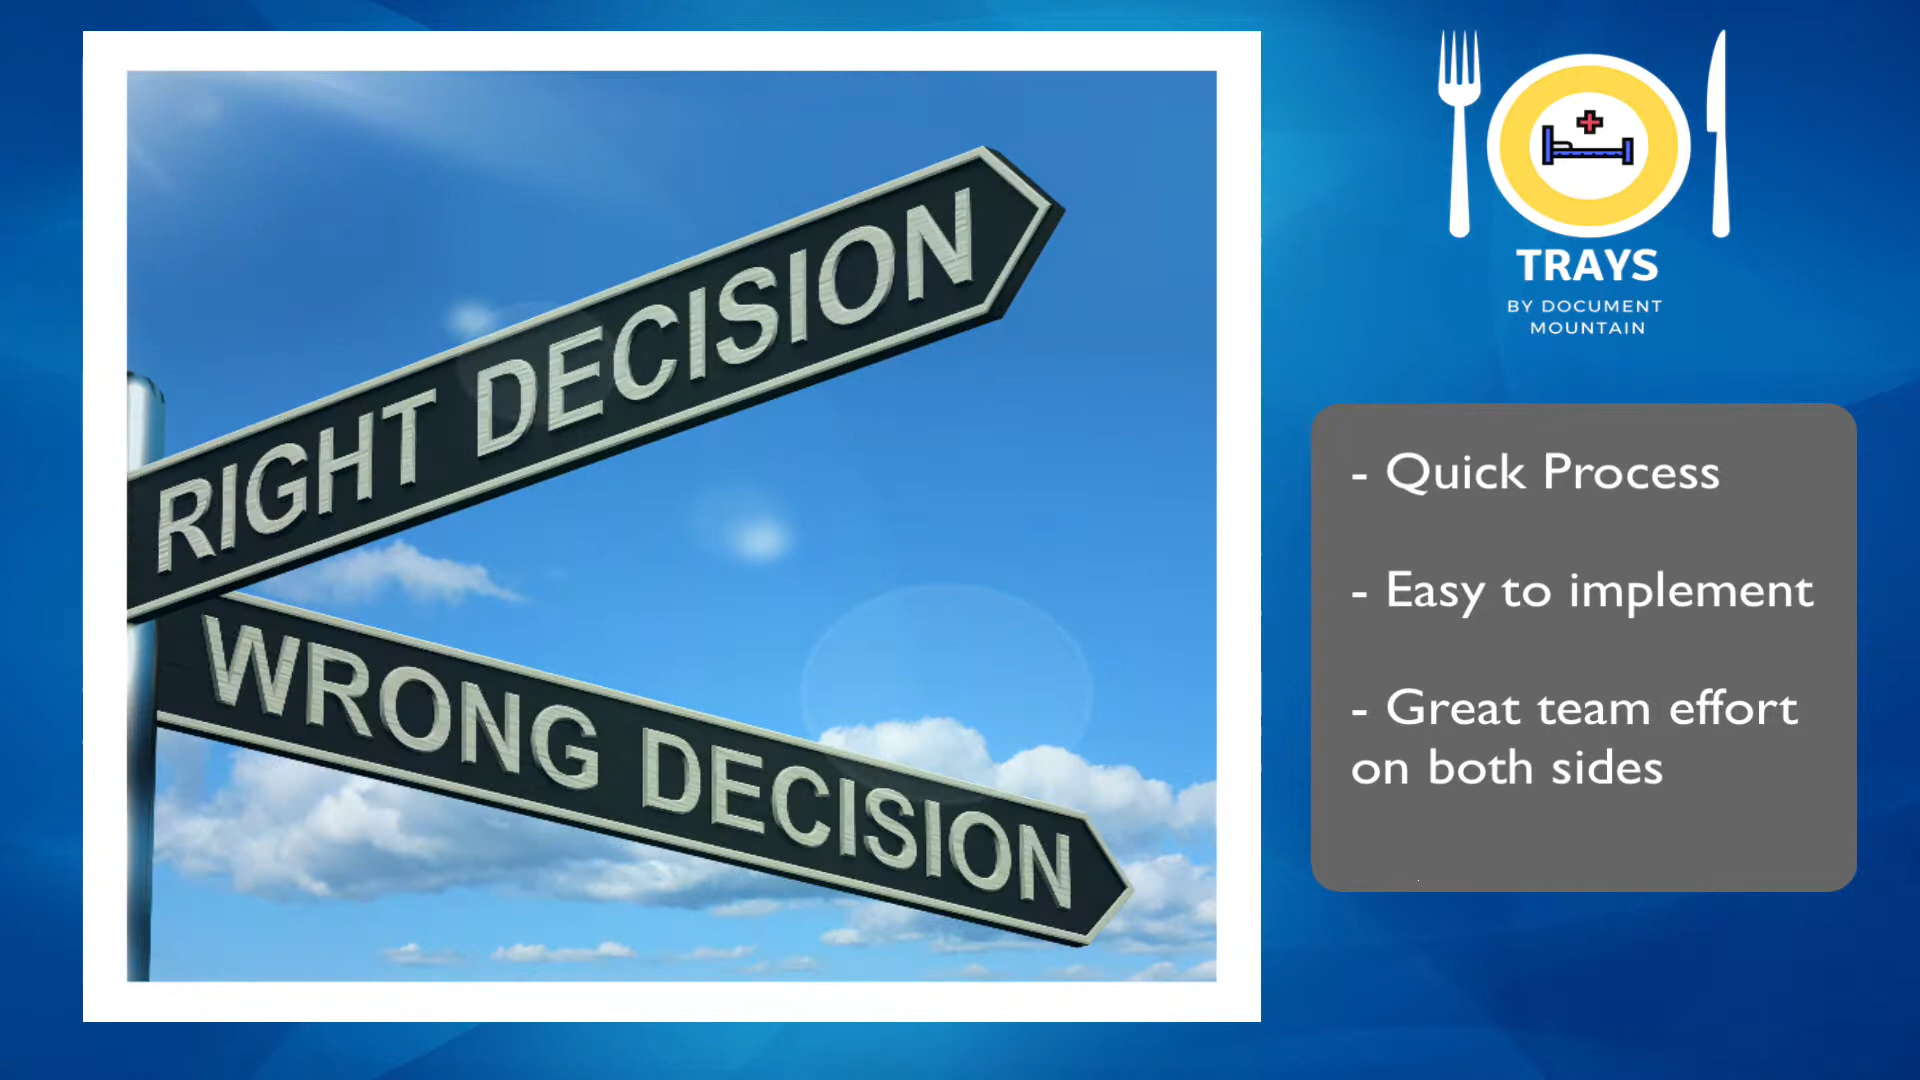 RIGHT DECISION
WRONG DECISION
TRAYS
BY DOCUMENT
MOUNTAIN
- Quick Process
- Easy to implement
- Great team effort
on both sides